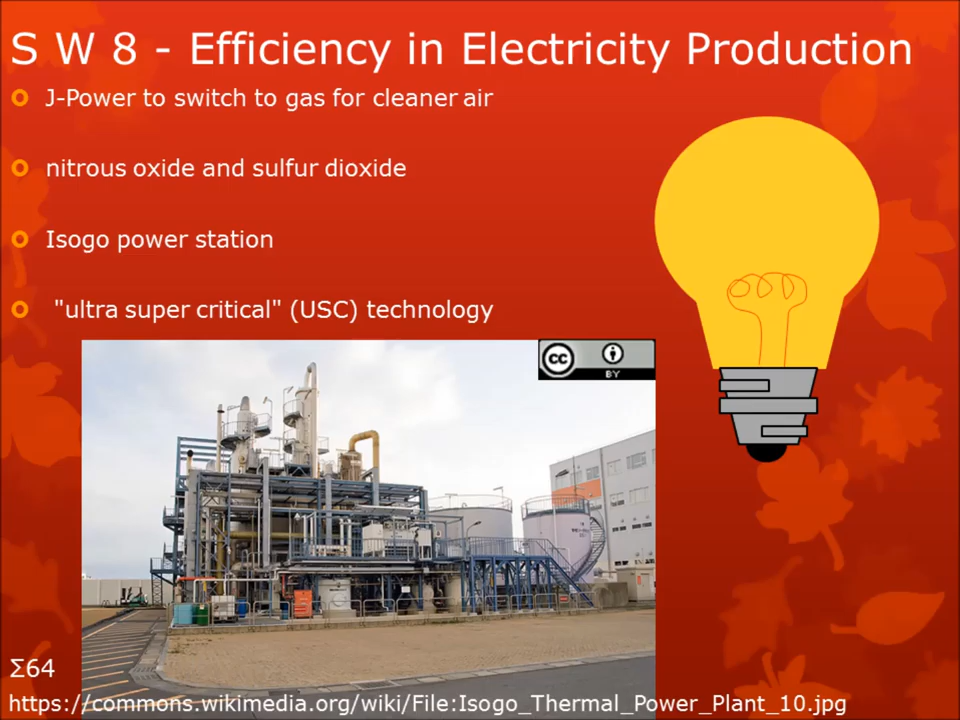 S W 8 - Efficiency in Electricity Production
J-Power to switch to gas for cleaner air
nitrous oxide and sulfur dioxide
Isogo power station
"ultra super critical" (USC) technology
cc
BY
Σ64
https://commons.wikimedia.org/wiki/File:Isogo_Thermal_Power_Plant_10.jpg